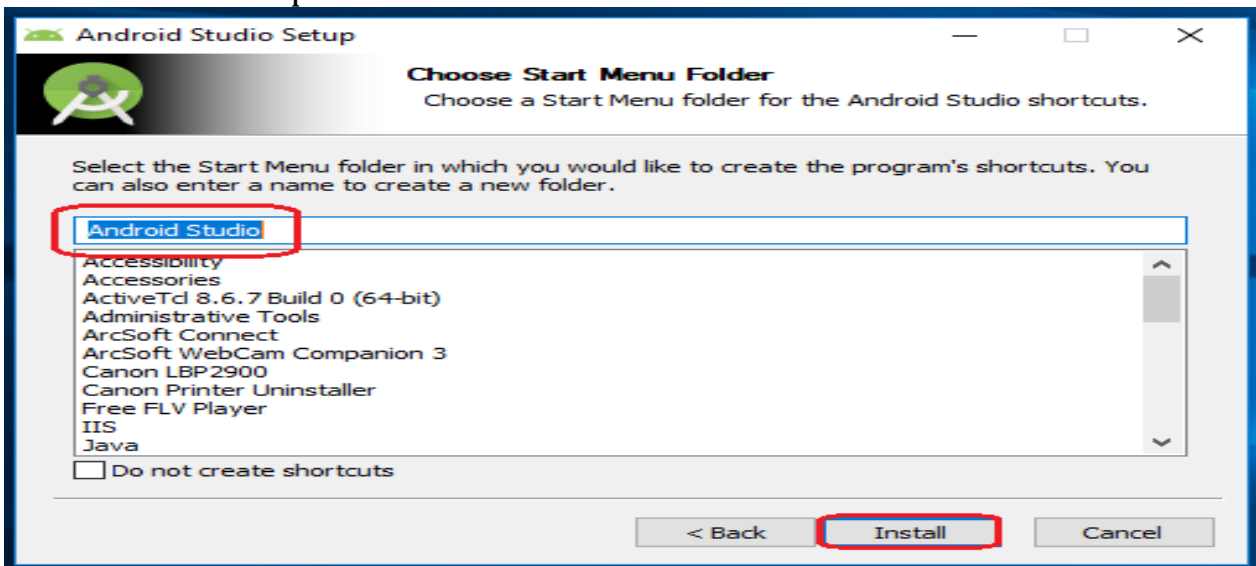 Android Studio Setup
Choose Start Menu Folder
Choose a Start Menu folder for the Android Studio shortcuts.
Select the Start Menu folder in which you would like to create the program's shortcuts. You
can also enter a name to create a new folder.
Android Studio
Accessibility
Accessories
ActiveTcl 8.6.7 Build 0 (64-bit)
Administrative Tools
ArcSoft Connect
ArcSoft WebCam Companion 3
Canon LBP2900
Canon Printer Uninstaller
Free FLV Player
IIS
Java
Do not create shortcuts
< Back Install Cancel